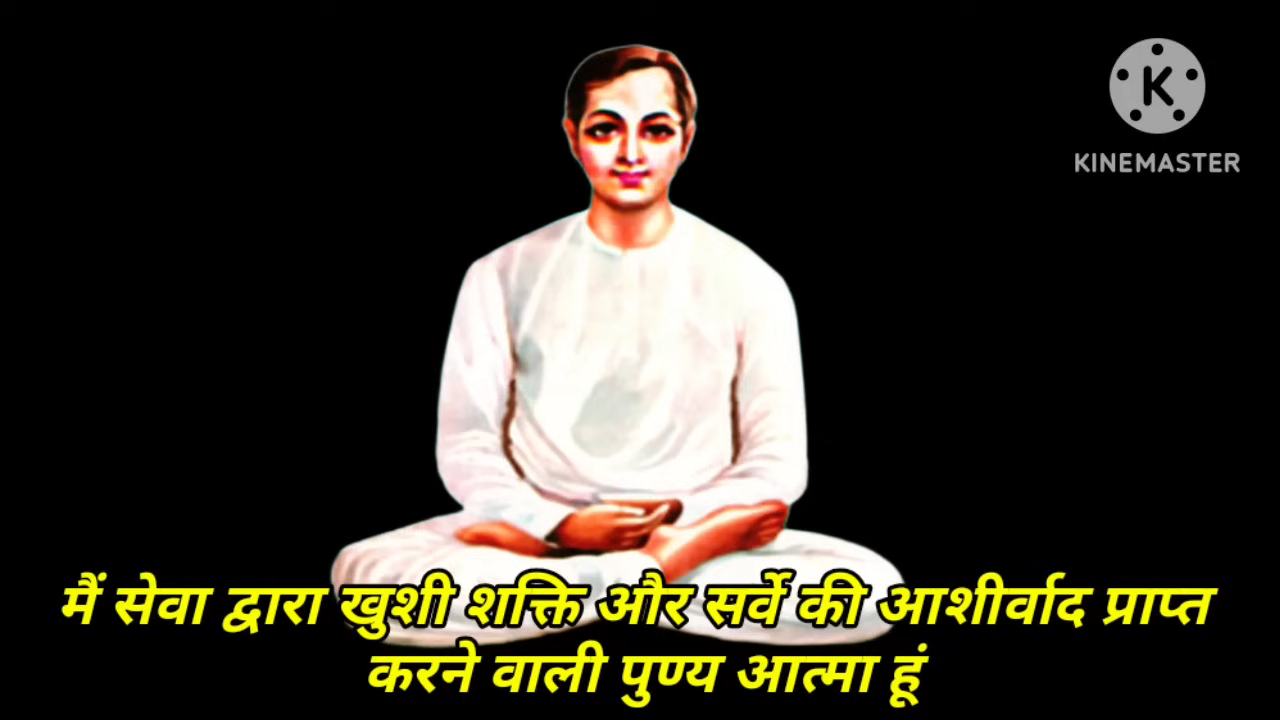 K
KINEMASTER
मैं सेवा द्वारा खुशी शक्ति और सर्वे की आशीर्वाद प्राप्त
करने वाली पुण्य आत्मा हूं